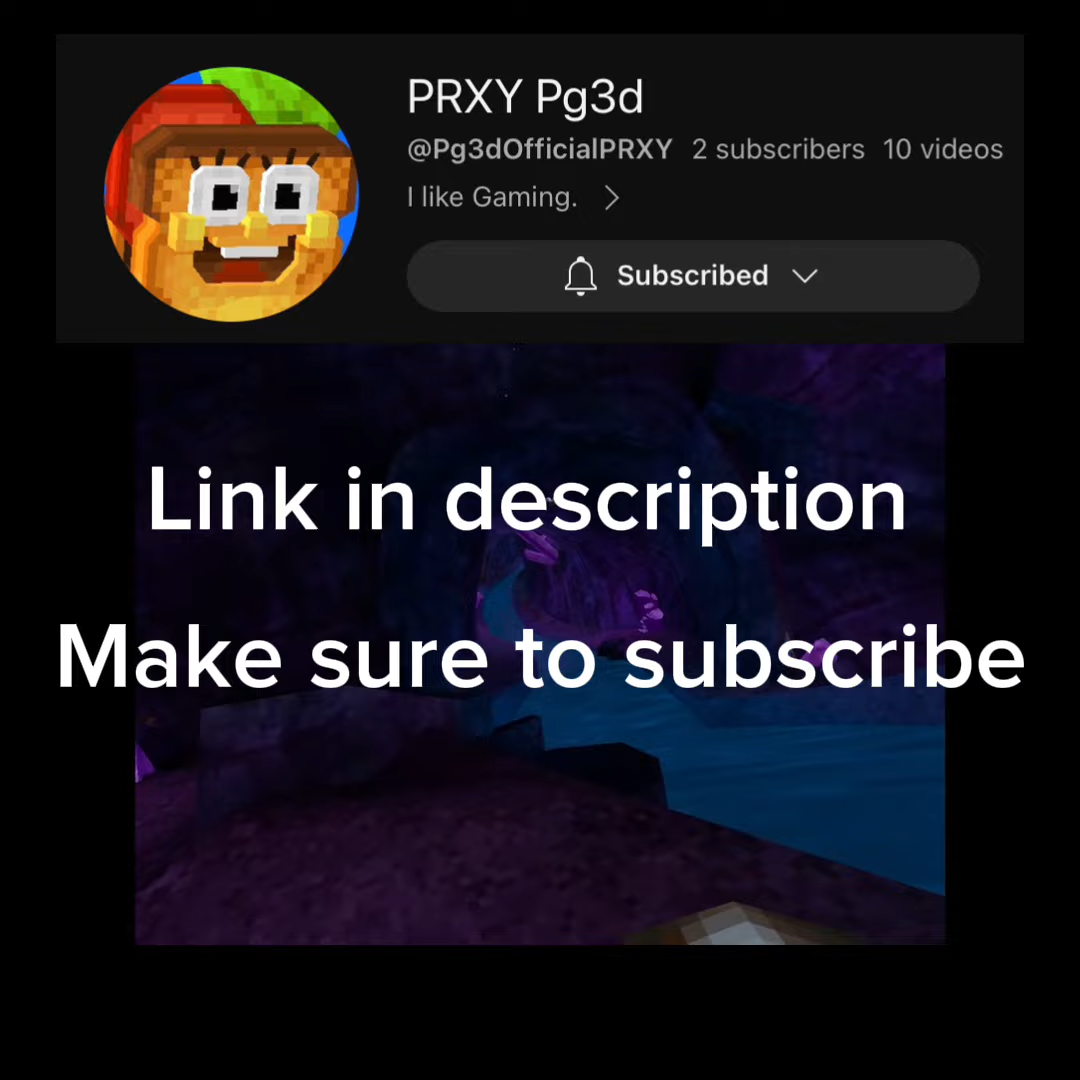 PRXY Pg3d
@Pg3dOfficialPRXY 2 subscribers 10 videos
I like Gaming.
Subscribed
Link in description
Make sure to subscribe